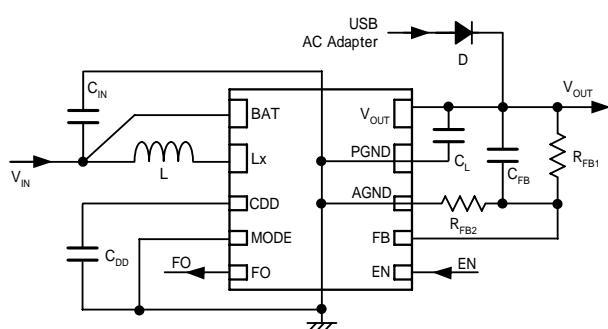 USB
AC Adapter
D
C_IN
V_OUT
BAT
V_OUT
Lx
PGND
V_IN
L
C_L
C_FB
R_FB1
CDD
AGND
R_FB2
C_DD
MODE
FB
FO
FO
EN
EN